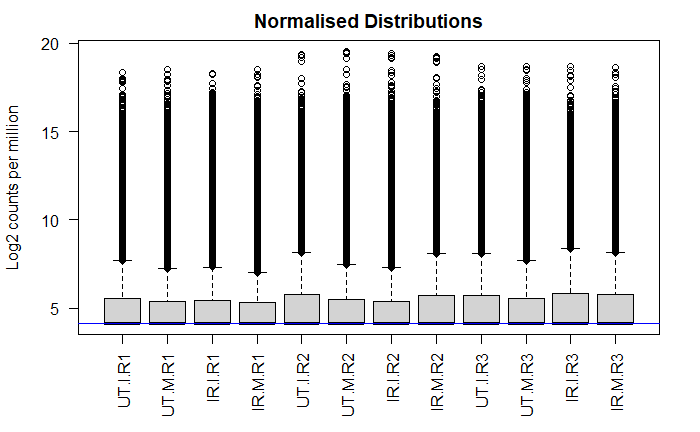 Normalised Distributions
Log2 counts per million
20
15
10
5
UT.I.R1
UT.M.R1
IR.I.R1
IR.M.R1
UT.I.R2
UT.M.R2
IR.I.R2
IR.M.R2
UT.I.R3
UT.M.R3
IR.I.R3
IR.M.R3